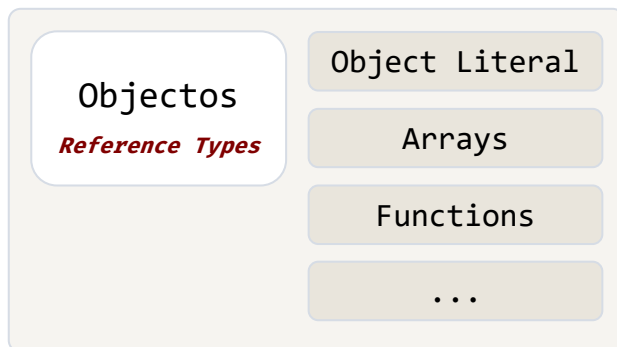 Objectos
Reference Types
Object Literal
Arrays
Functions
...